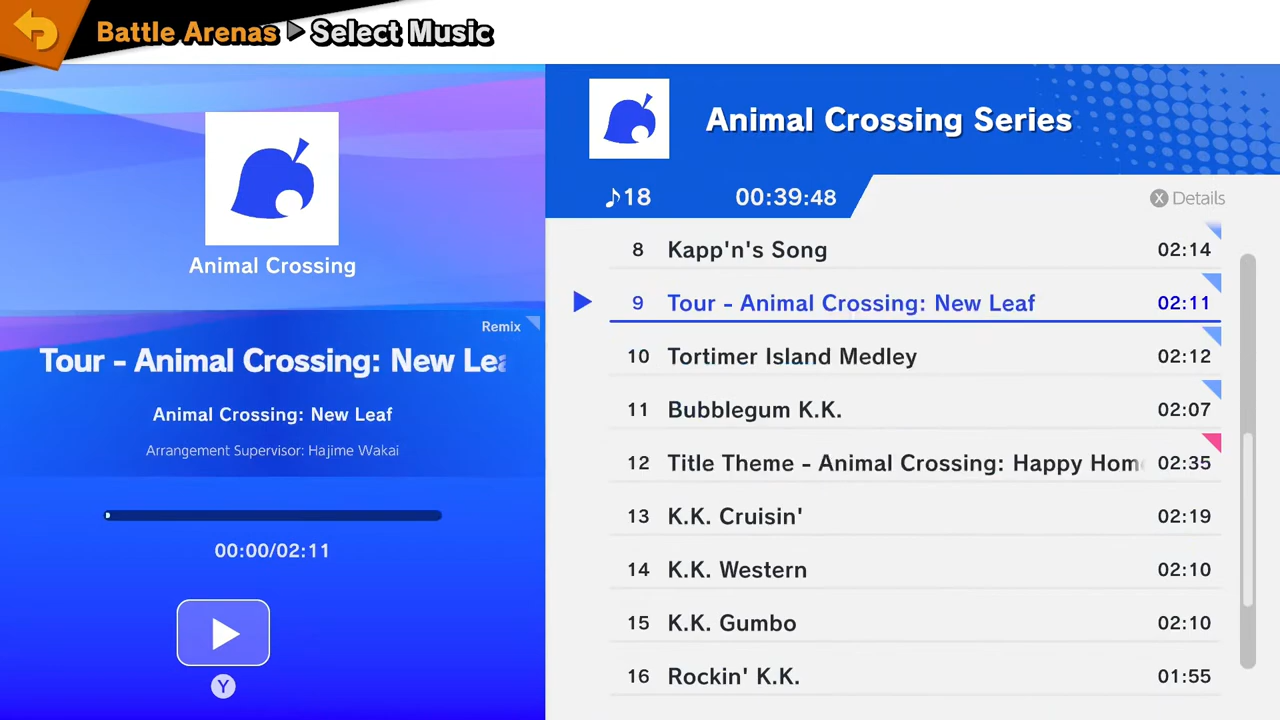 Battle Arenas ▶ Select Music
Animal Crossing
Remix
Tour - Animal Crossing: New Lea
Animal Crossing: New Leaf
Arrangement Supervisor: Hajime Wakai
00:00/02:11
Y
Animal Crossing Series
♪18 00:39:48
X Details
8 Kapp'n's Song 02:14
9 Tour - Animal Crossing: New Leaf 02:11
10 Tortimer Island Medley 02:12
11 Bubblegum K.K. 02:07
12 Title Theme - Animal Crossing: Happy Hom 02:35
13 K.K. Cruisin' 02:19
14 K.K. Western 02:10
15 K.K. Gumbo 02:10
16 Rockin' K.K. 01:55